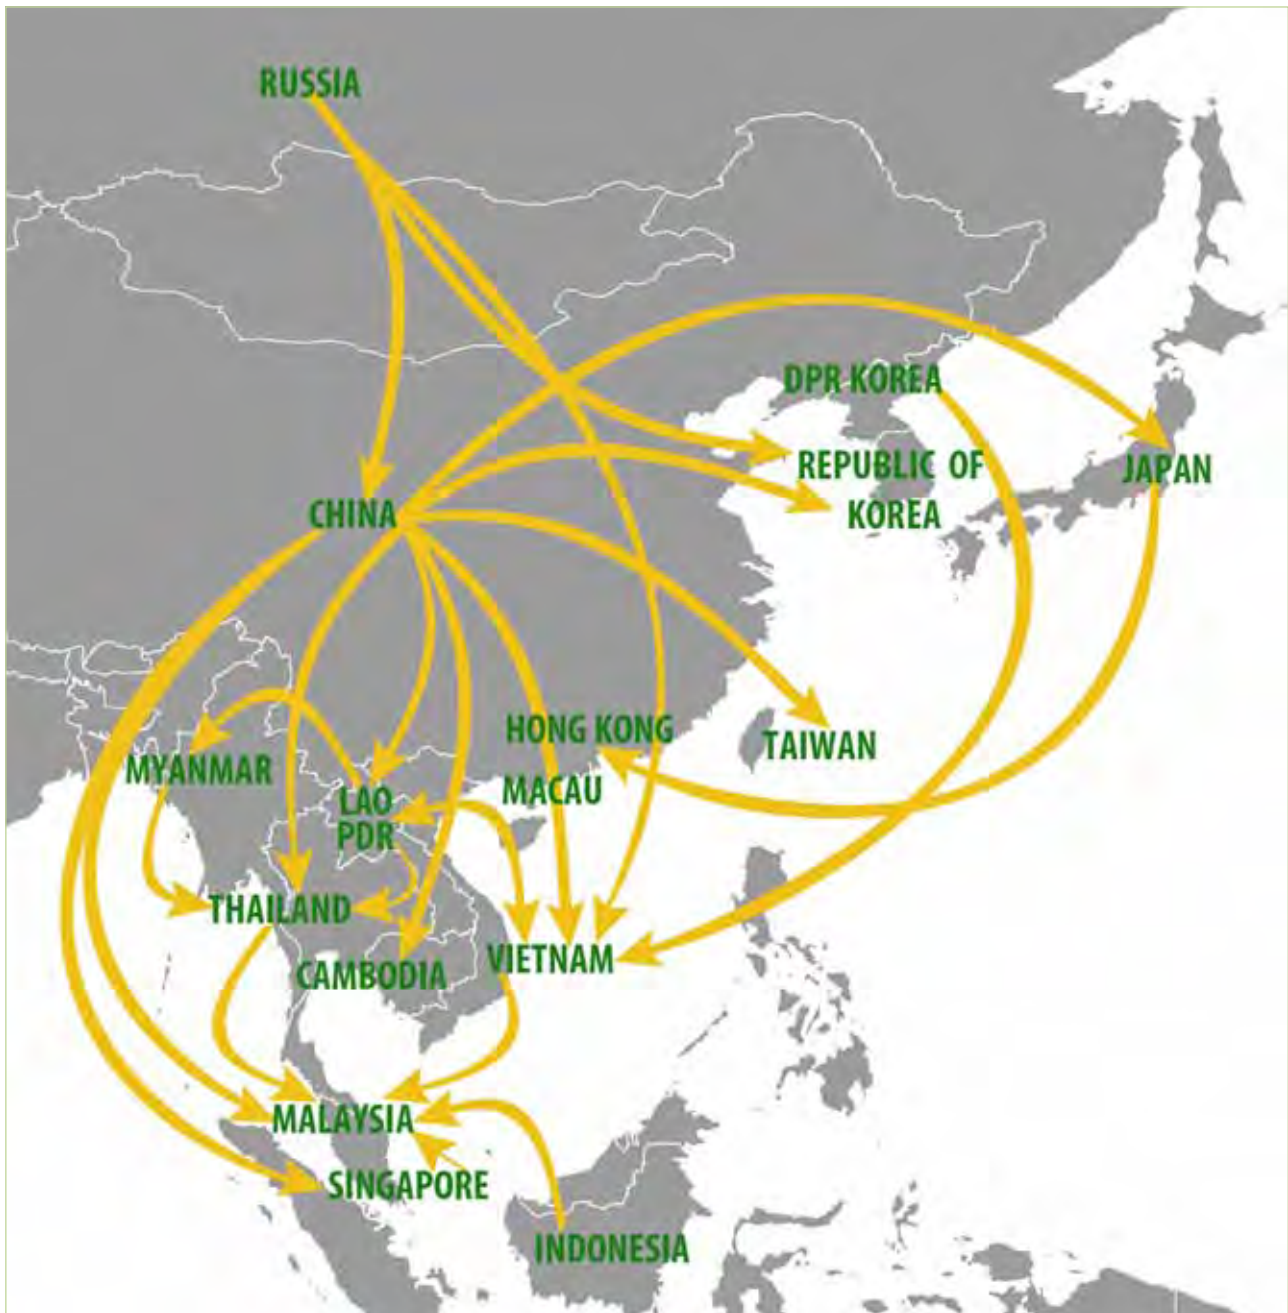 RUSSIA
DPR KOREA
REPUBLIC OF
KOREA
JAPAN
CHINA
HONG KONG
MACAU
TAIWAN
MYANMAR
LAO
PDR
THAILAND
VIETNAM
CAMBODIA
MALAYSIA
SINGAPORE
INDONESIA